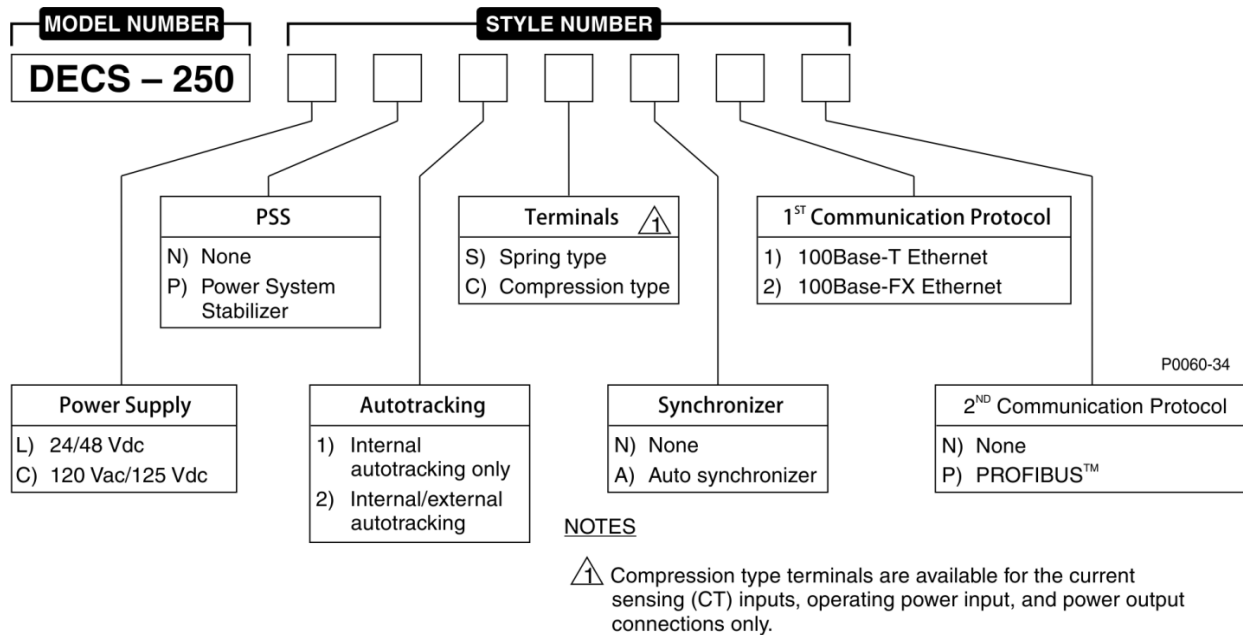 MODEL NUMBER
STYLE NUMBER
DECS – 250
PSS
N) None
P) Power System
Stabilizer
Terminals 1
S) Spring type
C) Compression type
1ST Communication Protocol
1) 100Base-T Ethernet
2) 100Base-FX Ethernet
P0060-34
Power Supply
L) 24/48 Vdc
C) 120 Vac/125 Vdc
Autotracking
1) Internal
autotracking only
2) Internal/external
autotracking
Synchronizer
N) None
A) Auto synchronizer
2ND Communication Protocol
N) None
P) PROFIBUS™
NOTES
1 Compression type terminals are available for the current
sensing (CT) inputs, operating power input, and power output
connections only.